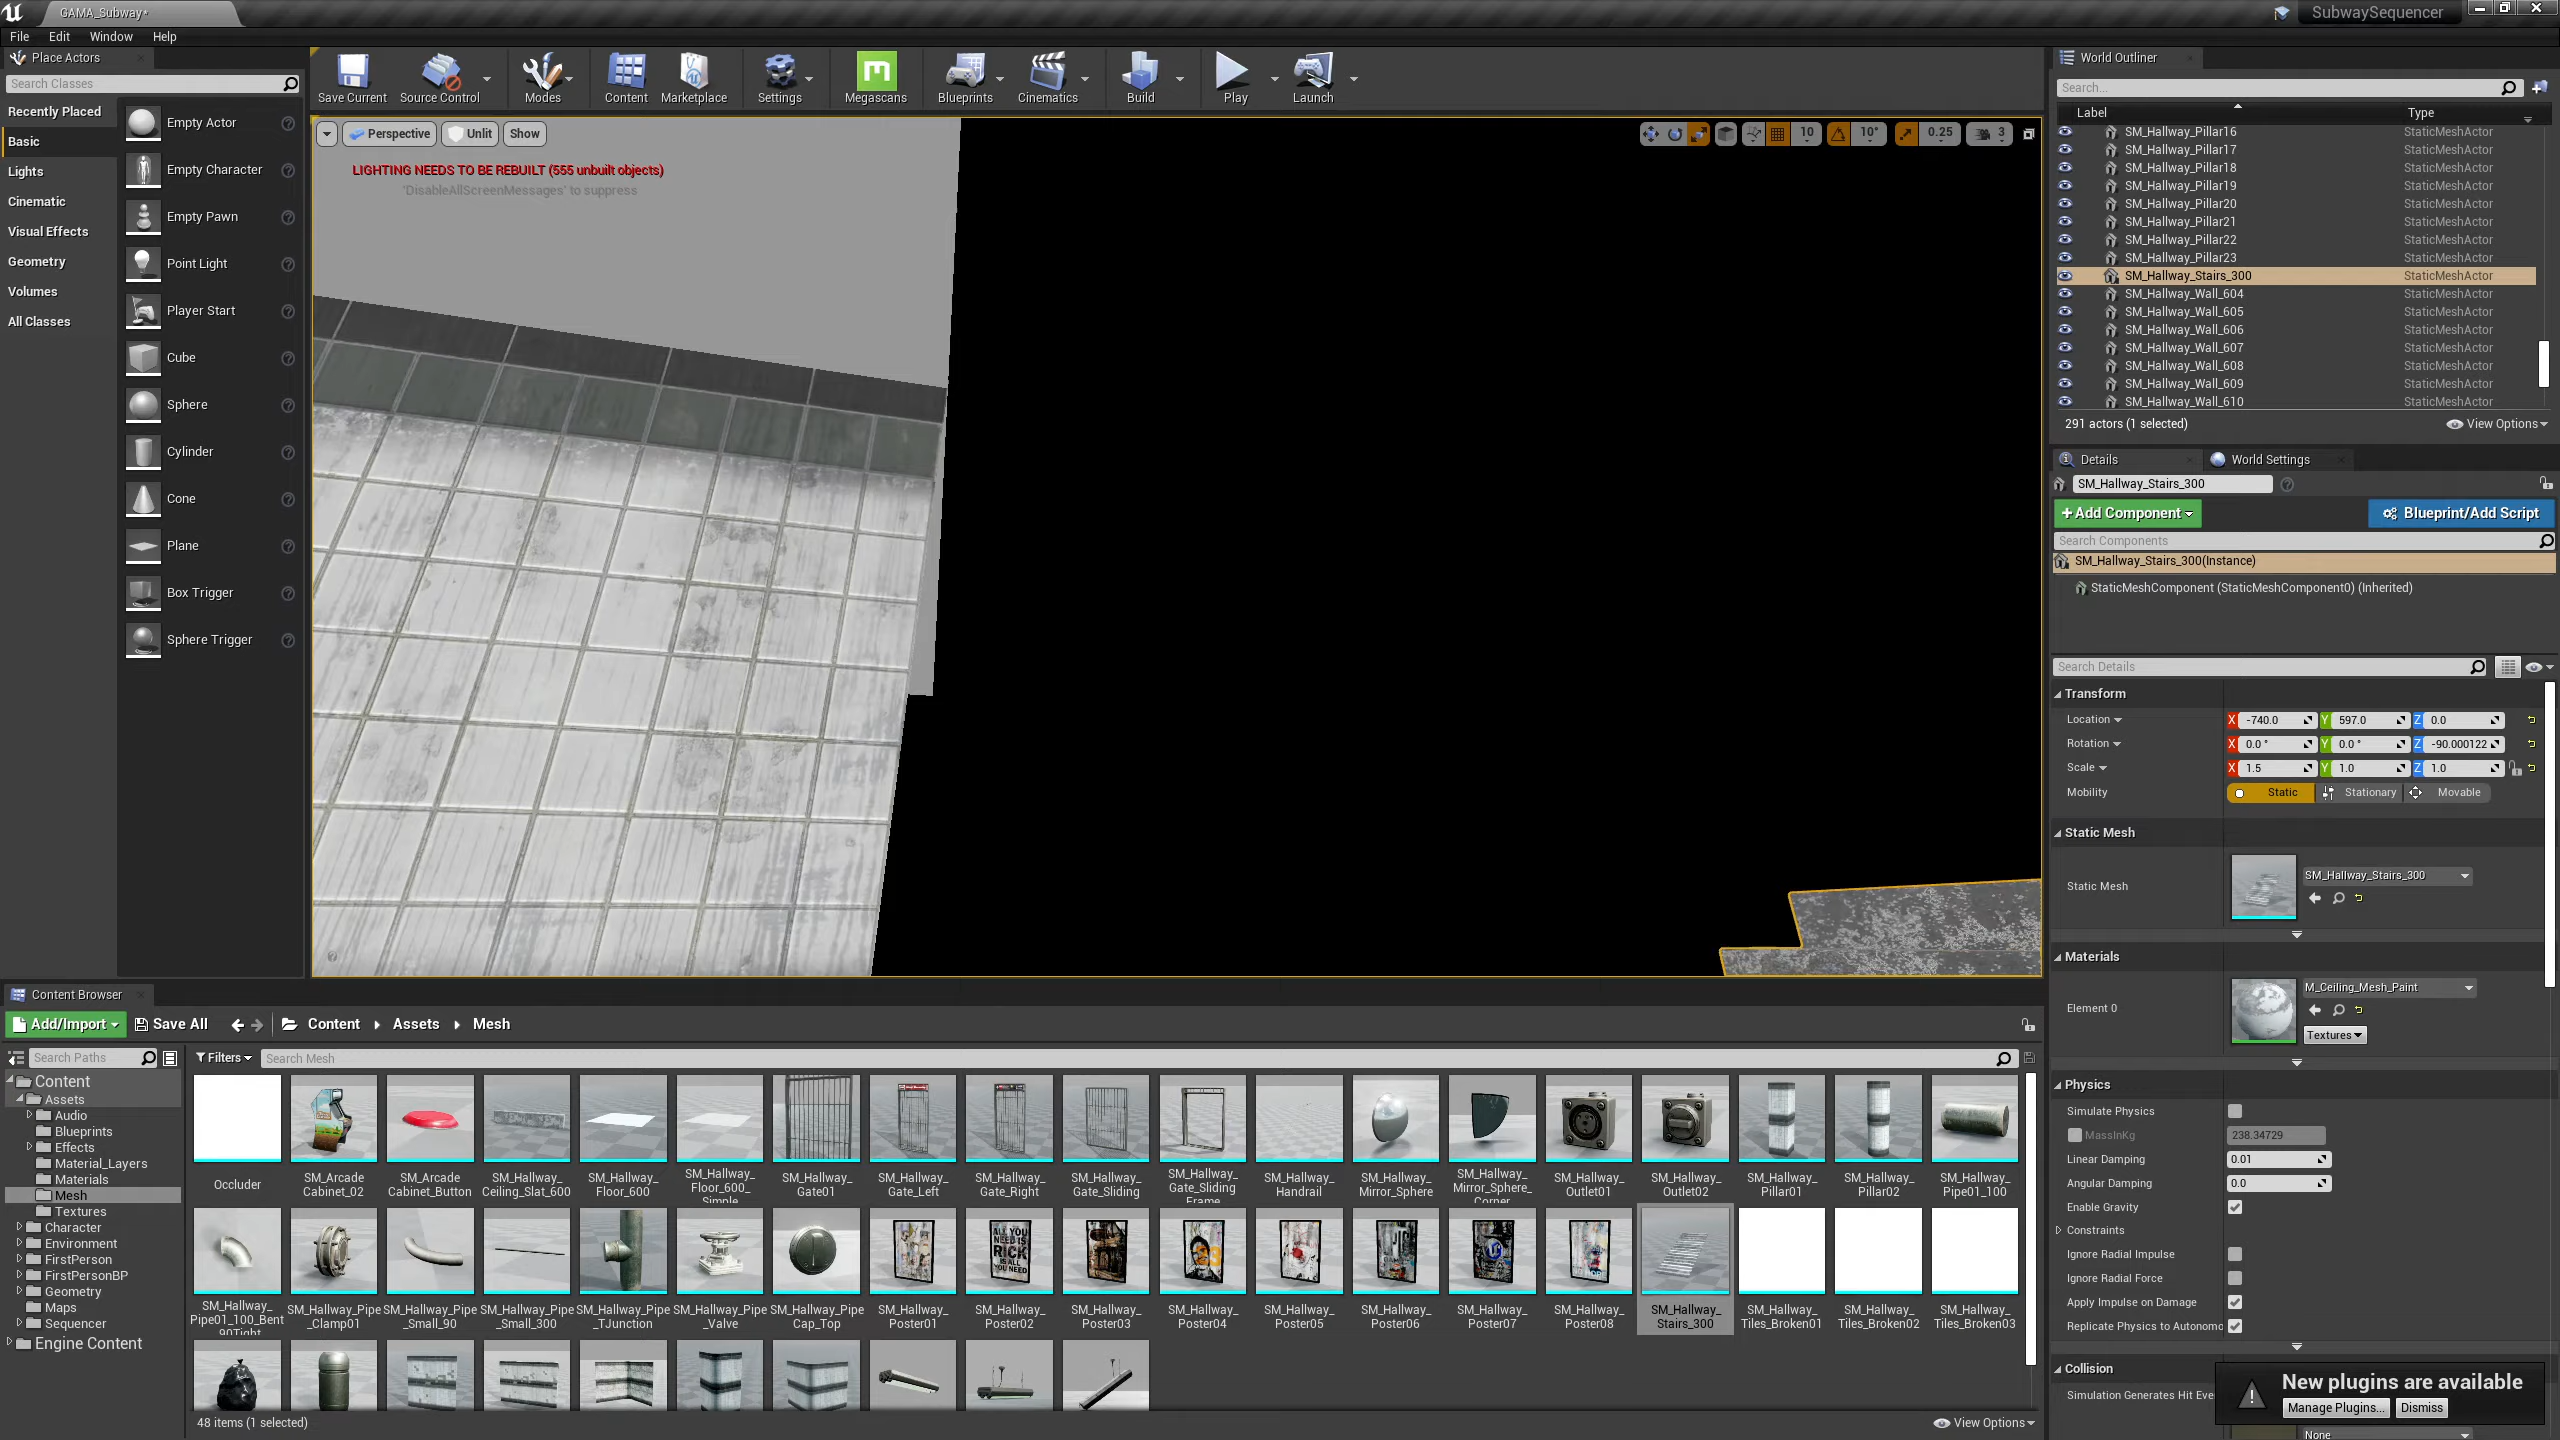 GAMA_Subway*
SubwaySequencer
File Edit Window Help
Place Actors
Search Classes
Recently Placed
Basic
Lights
Cinematic
Visual Effects
Geometry
Volumes
All Classes
Empty Actor
Empty Character
Empty Pawn
Point Light
Player Start
Cube
Sphere
Cylinder
Cone
Plane
Box Trigger
Sphere Trigger
Save Current Source Control Modes Content Marketplace Settings Megascans Blueprints Cinematics Build Play Launch
Perspective Unlit Show
10 10° 0.25 3
LIGHTING NEEDS TO BE REBUILT (555 unbuilt objects)
'DisableAllScreenMessages' to suppress
World Outliner
Search...
Label Type
SM_Hallway_Pillar16 StaticMeshActor
SM_Hallway_Pillar17 StaticMeshActor
SM_Hallway_Pillar18 StaticMeshActor
SM_Hallway_Pillar19 StaticMeshActor
SM_Hallway_Pillar20 StaticMeshActor
SM_Hallway_Pillar21 StaticMeshActor
SM_Hallway_Pillar22 StaticMeshActor
SM_Hallway_Pillar23 StaticMeshActor
SM_Hallway_Stairs_300 StaticMeshActor
SM_Hallway_Wall_604 StaticMeshActor
SM_Hallway_Wall_605 StaticMeshActor
SM_Hallway_Wall_606 StaticMeshActor
SM_Hallway_Wall_607 StaticMeshActor
SM_Hallway_Wall_608 StaticMeshActor
SM_Hallway_Wall_609 StaticMeshActor
SM_Hallway_Wall_610 StaticMeshActor
291 actors (1 selected) View Options
Details World Settings
SM_Hallway_Stairs_300
+Add Component Blueprint/Add Script
Search Components
SM_Hallway_Stairs_300(Instance)
StaticMeshComponent (StaticMeshComponent0) (Inherited)
Search Details
Transform
Location X -740.0 Y 597.0 Z 0.0
Rotation X 0.0 ° Y 0.0 ° Z -90.000122
Scale X 1.5 Y 1.0 Z 1.0
Mobility Static Stationary Movable
Static Mesh
Static Mesh SM_Hallway_Stairs_300
Materials
Element 0 M_Ceiling_Mesh_Paint
Textures
Physics
Simulate Physics
MassInKg 238.34729
Linear Damping 0.01
Angular Damping 0.0
Enable Gravity
Constraints
Ignore Radial Impulse
Ignore Radial Force
Apply Impulse on Damage
Replicate Physics to Autonomo
Collision
Simulation Generates Hit Eve
None
New plugins are available
Manage Plugins... Dismiss
Content Browser
Add/Import Save All Content Assets Mesh
Search Paths Filters Search Mesh
Content
Assets
Audio
Blueprints
Effects
Material_Layers
Materials
Mesh
Textures
Character
Environment
FirstPerson
FirstPersonBP
Geometry
Maps
Sequencer
Engine Content
Occluder
SM_Arcade
Cabinet_02
SM_Arcade
Cabinet_Button
SM_Hallway_
Ceiling_Slat_600
SM_Hallway_
Floor_600
SM_Hallway_
Floor_600_
Simple
SM_Hallway_
Gate01
SM_Hallway_
Gate_Left
SM_Hallway_
Gate_Right
SM_Hallway_
Gate_Sliding
SM_Hallway_
Gate_Sliding
Frame
SM_Hallway_
Handrail
SM_Hallway_
Mirror_Sphere
SM_Hallway_
Mirror_Sphere_
Corner
SM_Hallway_
Outlet01
SM_Hallway_
Outlet02
SM_Hallway_
Pillar01
SM_Hallway_
Pillar02
SM_Hallway_
Pipe01_100
ALL YOU
NEED IS
RICK
IS ALL
YOU NEED
SM_Hallway_
Pipe01_100_Bent
90Tight
SM_Hallway_Pipe
_Clamp01
SM_Hallway_Pipe
_Small_90
SM_Hallway_Pipe
_Small_300
SM_Hallway_Pipe
_TJunction
SM_Hallway_Pipe
_Valve
SM_Hallway_Pipe
Cap_Top
SM_Hallway_
Poster01
SM_Hallway_
Poster02
SM_Hallway_
Poster03
SM_Hallway_
Poster04
SM_Hallway_
Poster05
SM_Hallway_
Poster06
SM_Hallway_
Poster07
SM_Hallway_
Poster08
SM_Hallway_
Stairs_300
SM_Hallway_
Tiles_Broken01
SM_Hallway_
Tiles_Broken02
SM_Hallway_
Tiles_Broken03
48 items (1 selected) View Options